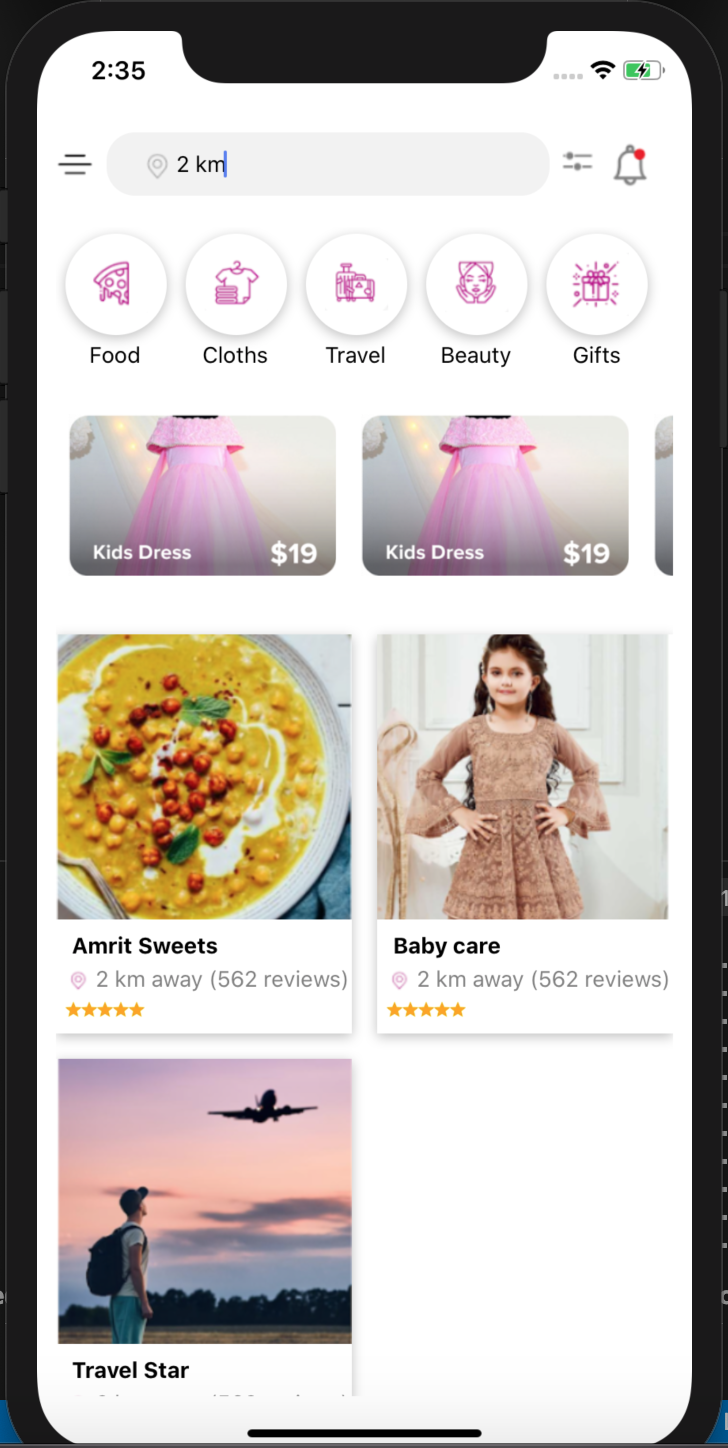 2:35
2 km
Food Cloths Travel Beauty Gifts
Kids Dress $19 Kids Dress $19
Amrit Sweets Baby care
2 km away (562 reviews) 2 km away (562 reviews)
Travel Star